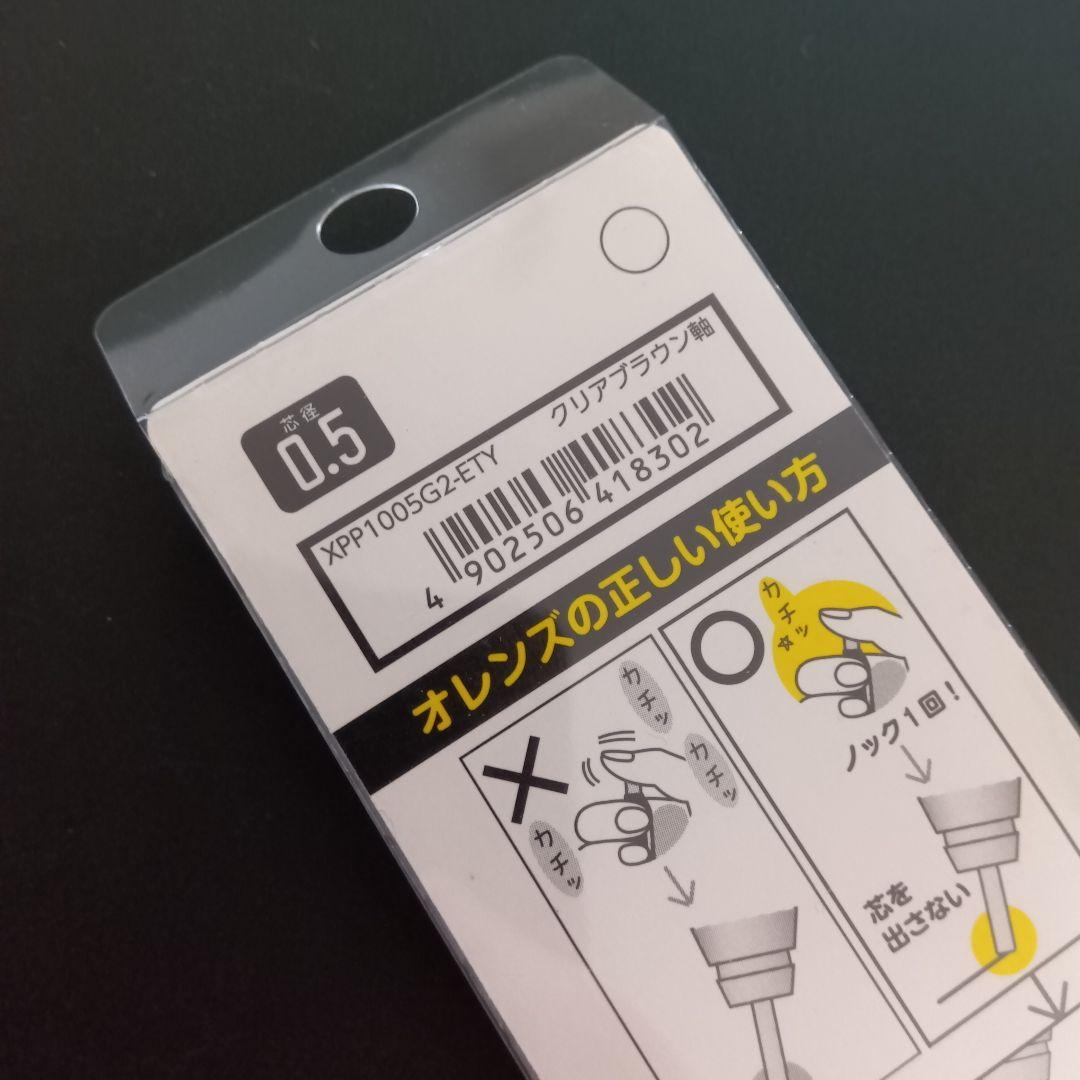 芯径
0.5
XPP1005G2-ETY クリアブラウン軸
4 902506 418302
オレンズの正しい使い方
カチッ
カチッ
カチッ
カチッ
ノック1回!
芯を
出さない